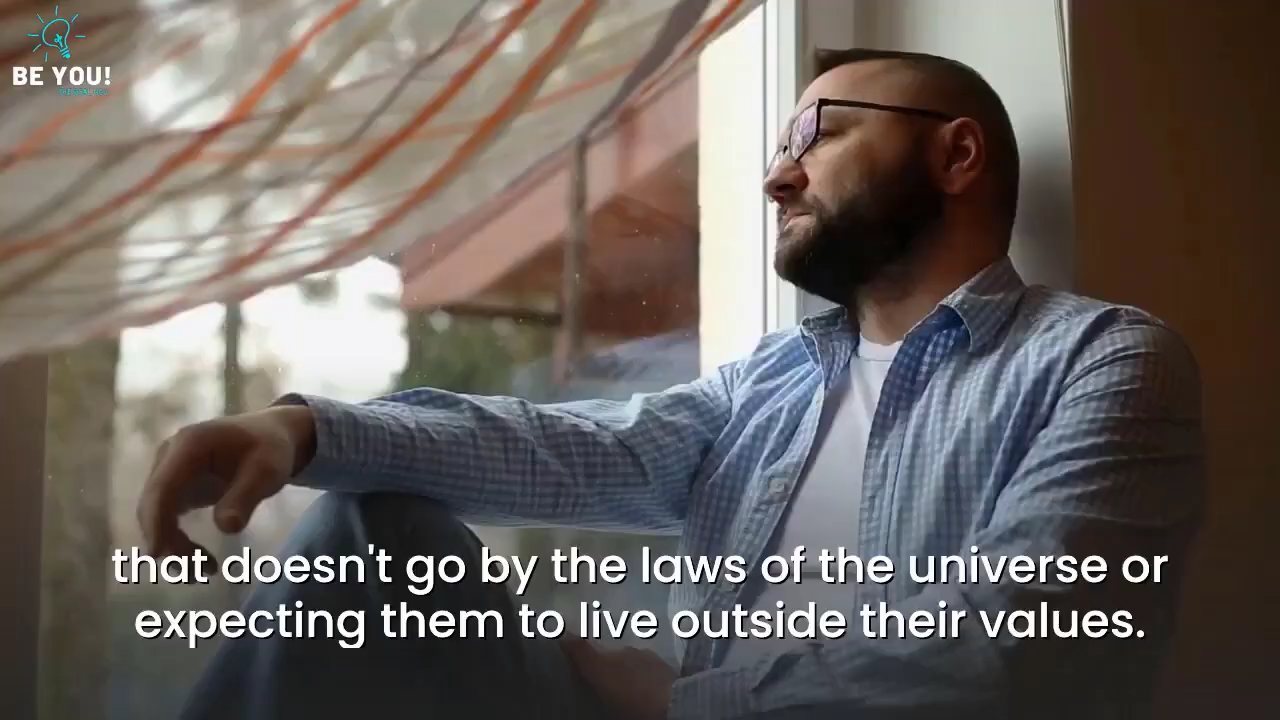 BE YOU!
that doesn't go by the laws of the universe or
expecting them to live outside their values.